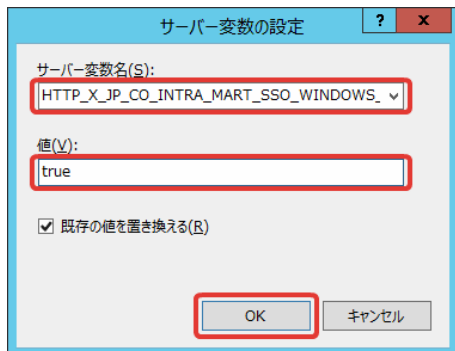 サーバー変数の設定
? x
サーバー変数名(S):
HTTP_X_JP_CO_INTRA_MART_SSO_WINDOWS_
値(V):
true
既存の値を置き換える(R)
OK キャンセル